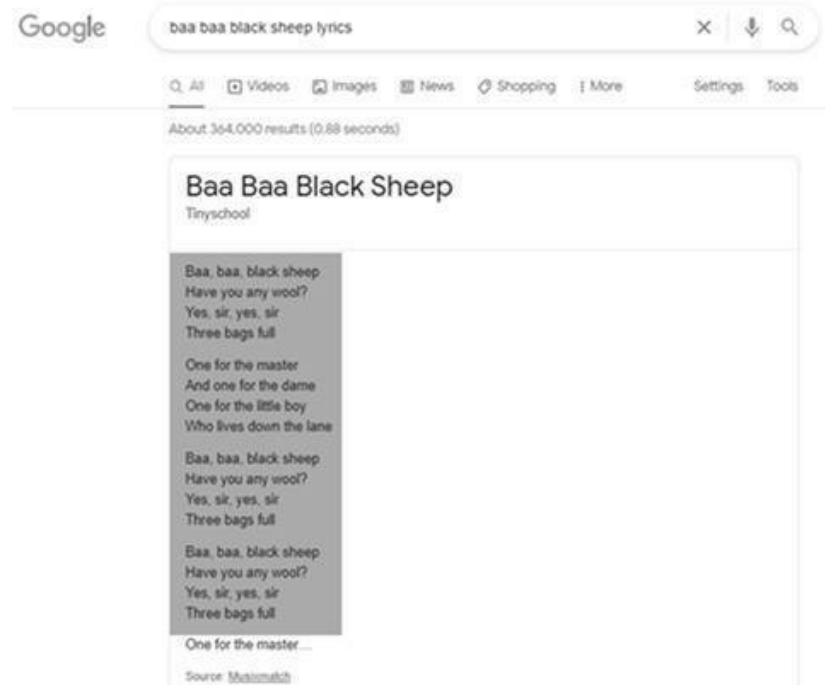 Google
baa baa black sheep lyrics
All Videos Images News Shopping More Settings Tools
About 364,000 results (0.88 seconds)
Baa Baa Black Sheep
Tinyschool
Baa, baa, black sheep
Have you any wool?
Yes, sir, yes, sir
Three bags full
One for the master
And one for the dame
One for the little boy
Who lives down the lane
Baa, baa, black sheep
Have you any wool?
Yes, sir, yes, sir
Three bags full
Baa, baa, black sheep
Have you any wool?
Yes, sir, yes, sir
Three bags full
One for the master...
Source: Musixmatch